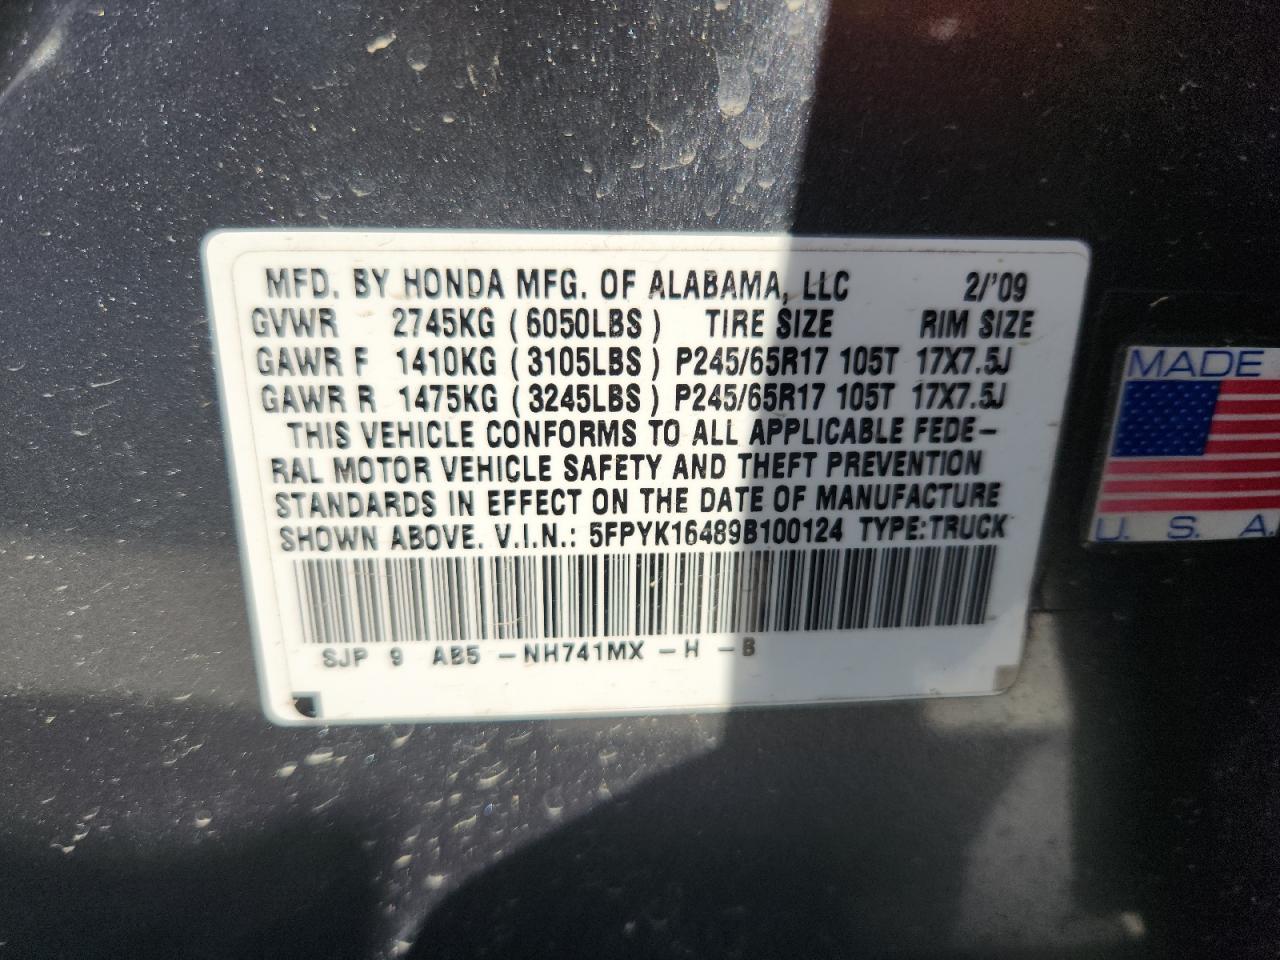 MFD. BY HONDA MFG. OF ALABAMA, LLC 2/'09
GVWR 2745KG (6050LBS) TIRE SIZE RIM SIZE
GAWR F 1410KG (3105LBS) P245/65R17 105T 17X7.5J
GAWR R 1475KG (3245LBS) P245/65R17 105T 17X7.5J
THIS VEHICLE CONFORMS TO ALL APPLICABLE FEDE-
RAL MOTOR VEHICLE SAFETY AND THEFT PREVENTION
STANDARDS IN EFFECT ON THE DATE OF MANUFACTURE
SHOWN ABOVE. V.I.N.: 5FPYK16489B100124 TYPE:TRUCK
SJP 9 AB5 -NH741MX -H -B
MADE
U. S. A.